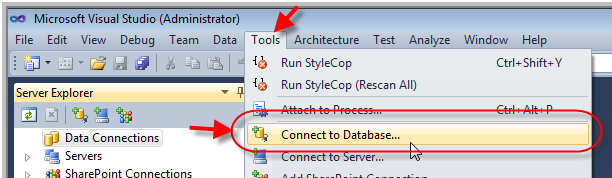 Microsoft Visual Studio (Administrator)
File Edit View Debug Team Data Tools Architecture Test Analyze Window Help
Run StyleCop Ctrl+Shift+Y
Server Explorer
Run StyleCop (Rescan All)
Attach to Process... Ctrl+Alt+P
Data Connections
Connect to Database...
Servers
Connect to Server...
SharePoint Connections
Add SharePoint Connection